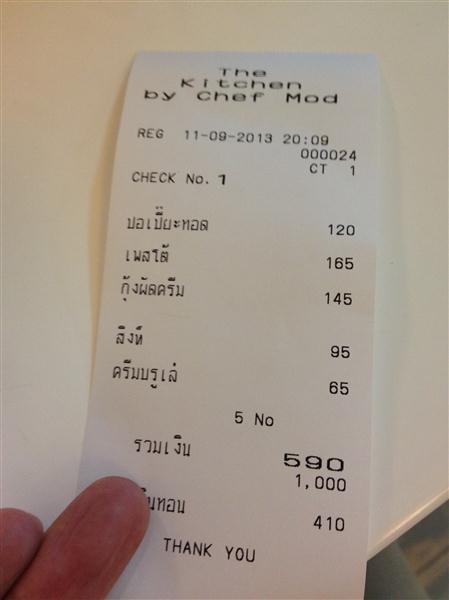 The
Kitchen
by Chef Mod
REG 11-09-2013 20:09
000024
CT 1
CHECK No. 1
ปอเปี๊ยะทอด 120
เพสโต้ 165
กุ้งผัดครีม 145
สิงห์ 95
ครีมบรูเล่ 65
5 No
รวมเงิน 590
1,000
410
THANK YOU